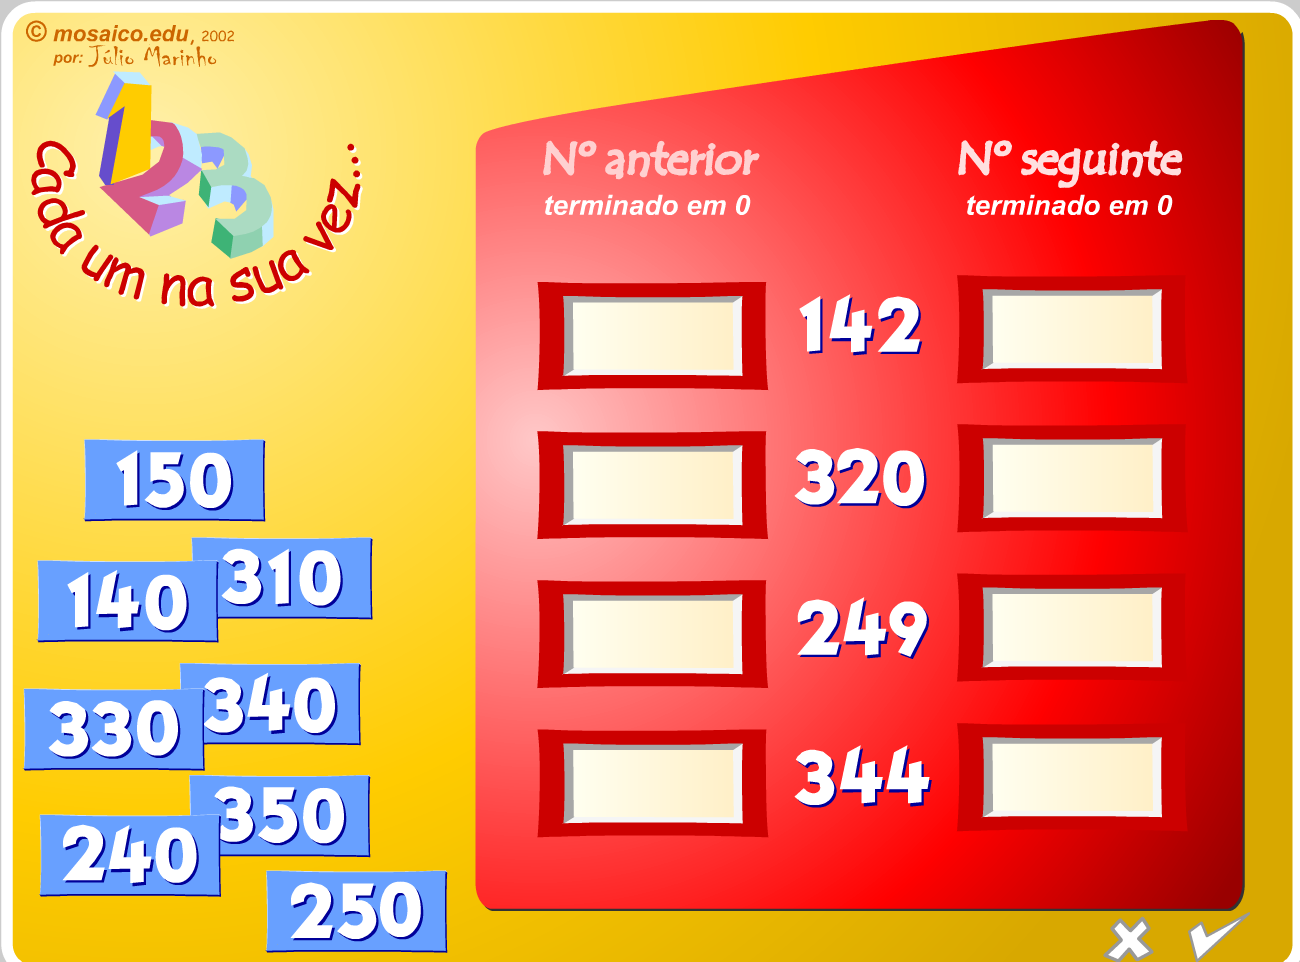 © mosaico.edu, 2002
por: Júlio Marinho
123
Cada um na sua vez...
Nº anterior
terminado em 0
Nº seguinte
terminado em 0
142
320
249
344
150
310
140
340
330
350
240
250